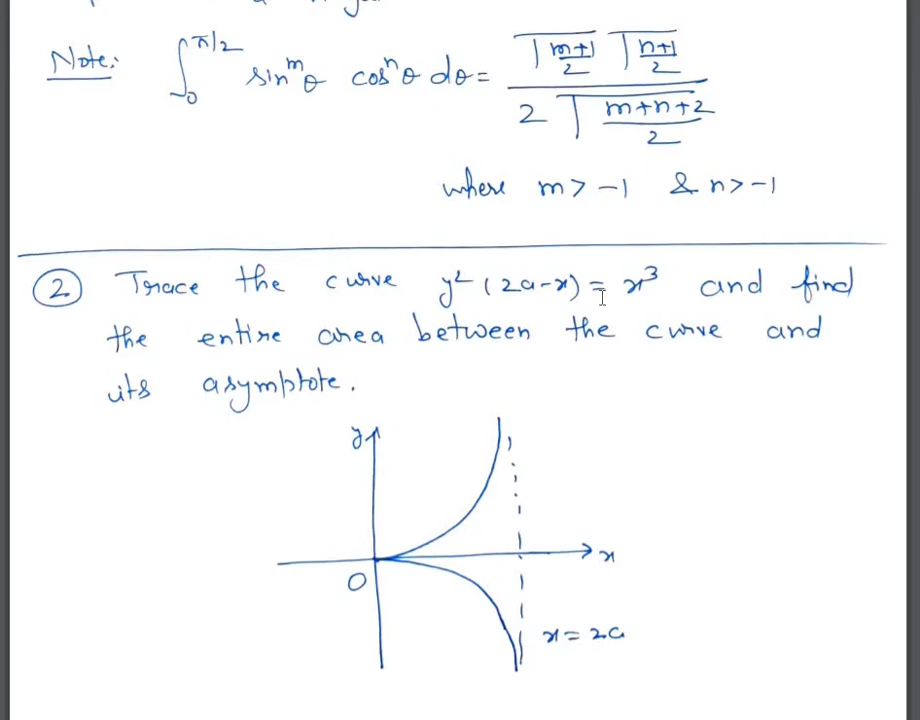 Note: ∫₀^π/2 sin^m θ cos^n θ dθ = Γ(m+1)/2 Γ(n+1)/2 / 2 Γ(m+n+2)/2
where m > -1 & n > -1
② Trace the curve y² (2a-x) = x³ and find
the entire area between the curve and
its asymptote.
y
x
O
x = 2a